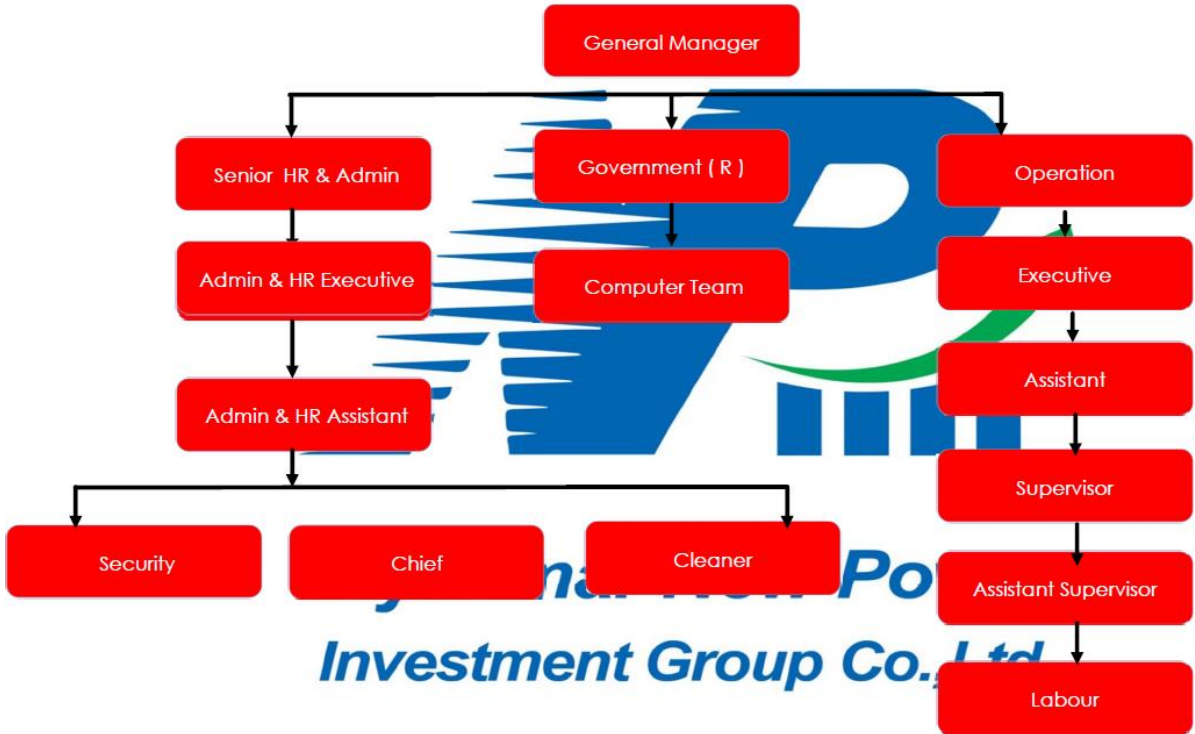 General Manager
Senior HR & Admin
Government ( R )
Operation
Admin & HR Executive
Computer Team
Executive
Assistant
Admin & HR Assistant
Supervisor
Security
Chief
Cleaner
Assistant Supervisor
Investment Group Co.,Ltd
Labour